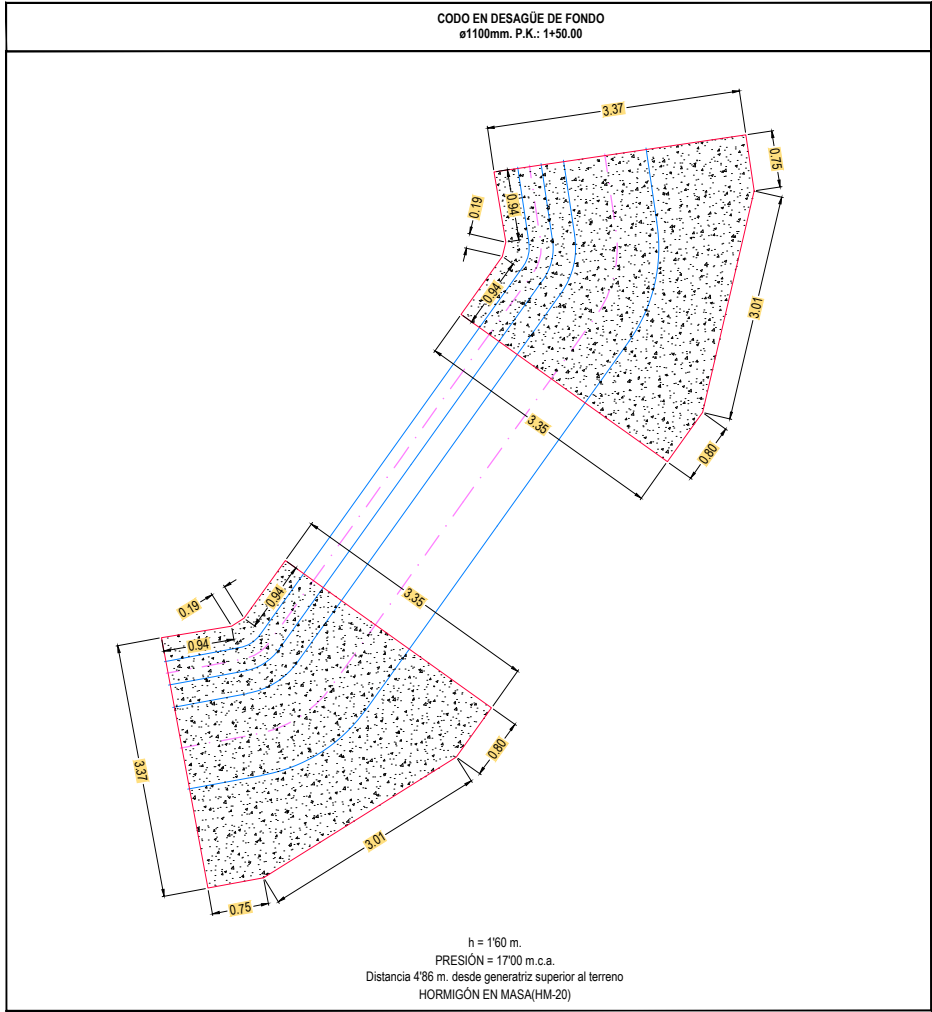 CODO EN DESAGÜE DE FONDO
ø1100mm. P.K.: 1+50.00
3.37
0.75
0.19
0.94
0.94
3.01
3.35
0.80
0.19
0.94
0.94
3.35
3.37
0.80
3.01
0.75
h = 1'60 m.
PRESIÓN = 17'00 m.c.a.
Distancia 4'86 m. desde generatriz superior al terreno
HORMIGÓN EN MASA(HM-20)